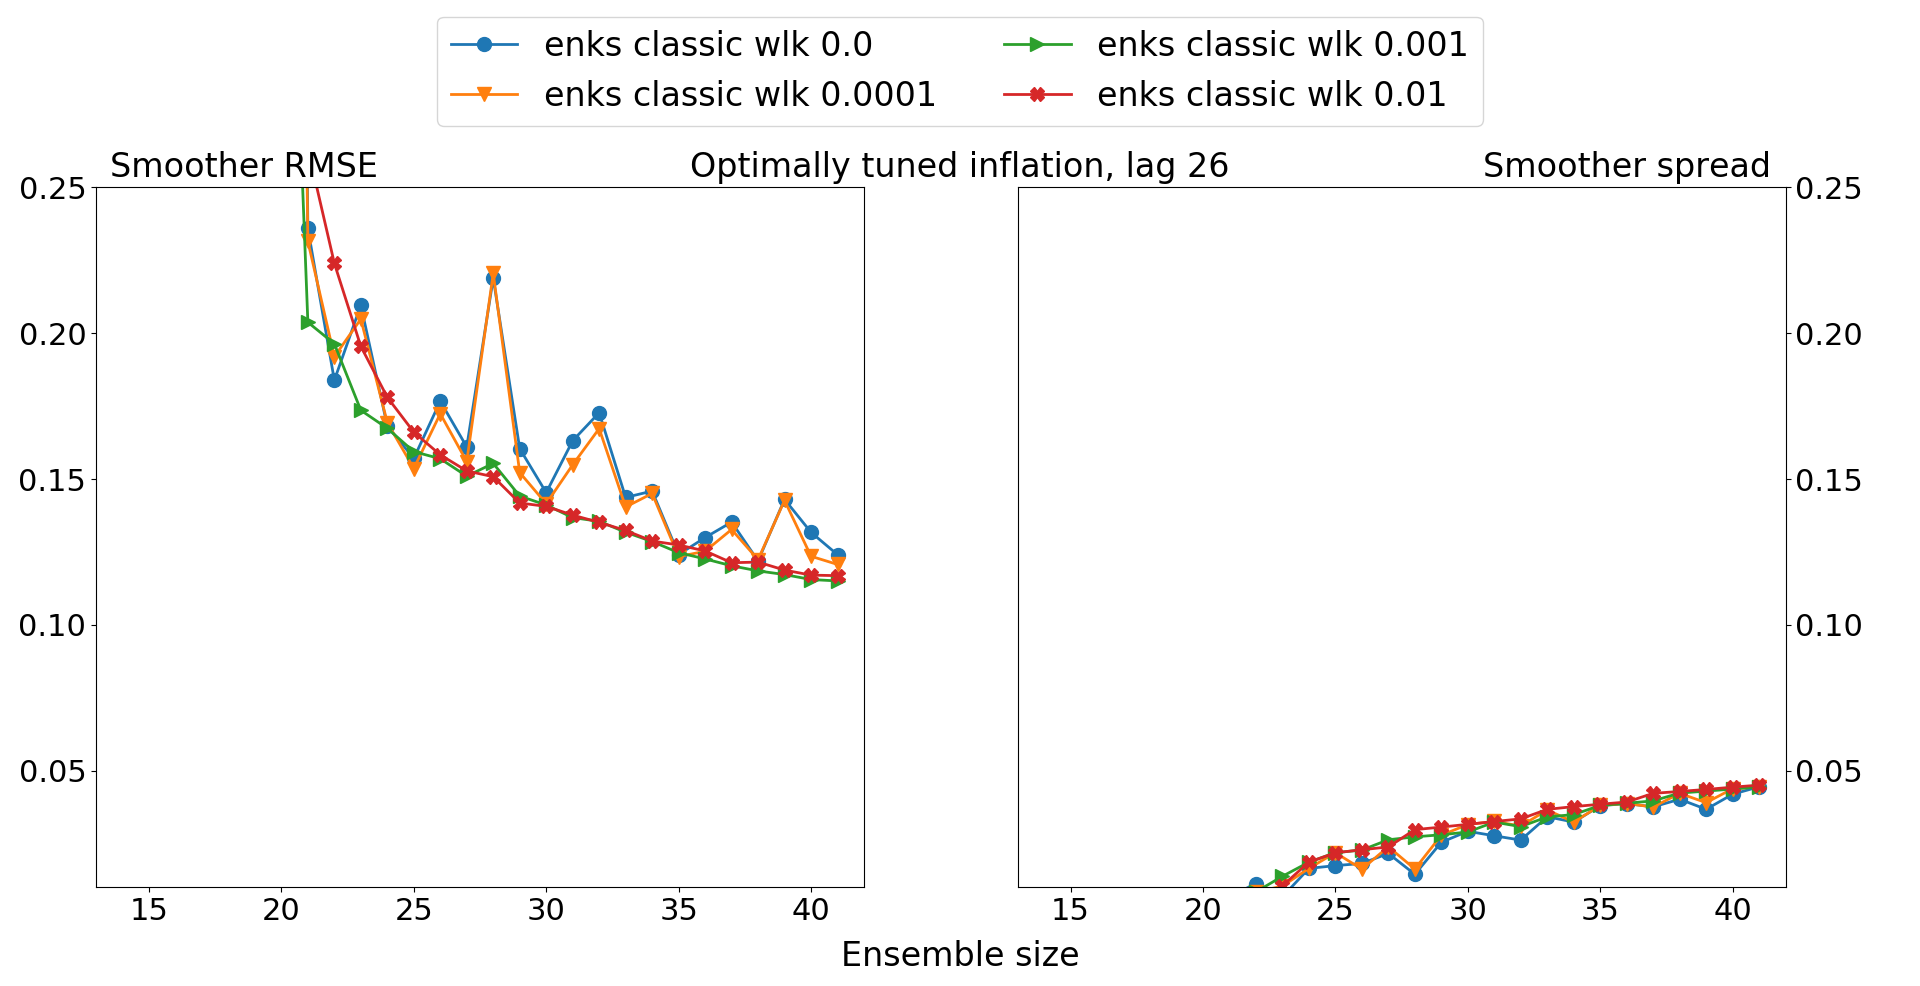 enks classic wlk 0.0
enks classic wlk 0.0001
enks classic wlk 0.001
enks classic wlk 0.01
Smoother RMSE
Optimally tuned inflation, lag 26
Smoother spread
0.25
0.20
0.15
0.10
0.05
15 20 25 30 35 40
0.25
0.20
0.15
0.10
0.05
15 20 25 30 35 40
Ensemble size